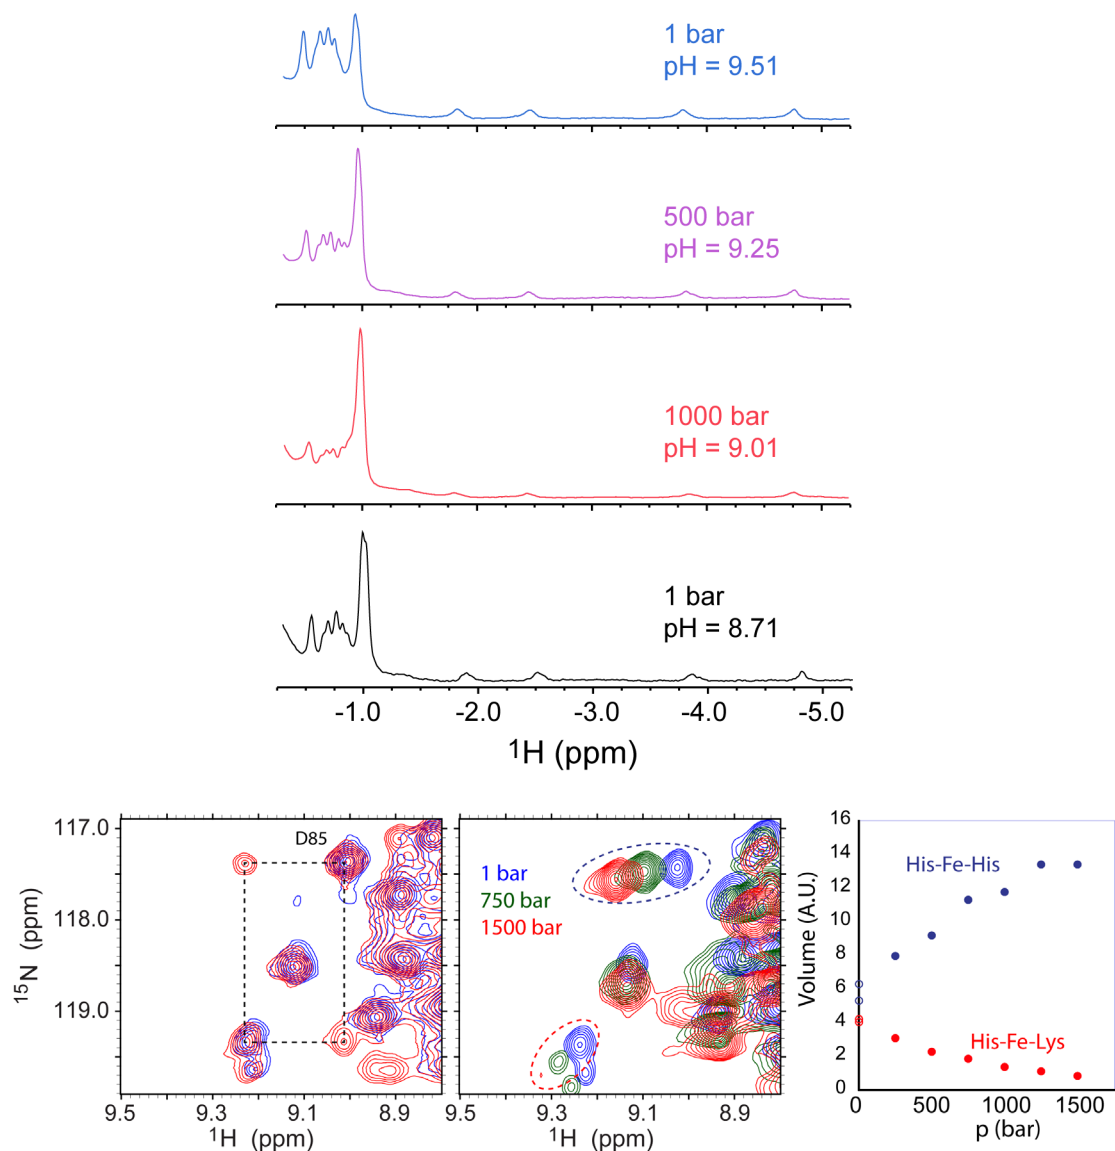 1 bar
pH = 9.51
500 bar
pH = 9.25
1000 bar
pH = 9.01
1 bar
pH = 8.71
-1.0 -2.0 -3.0 -4.0 -5.0
¹H (ppm)
117.0
118.0
119.0
¹⁵N (ppm)
D85
9.5 9.3 9.1 8.9
¹H (ppm)
1 bar
750 bar
1500 bar
9.5 9.3 9.1 8.9
¹H (ppm)
16
14
12
10
8
6
4
2
0
Volume (A.U.)
His-Fe-His
His-Fe-Lys
0 500 1000 1500
p (bar)